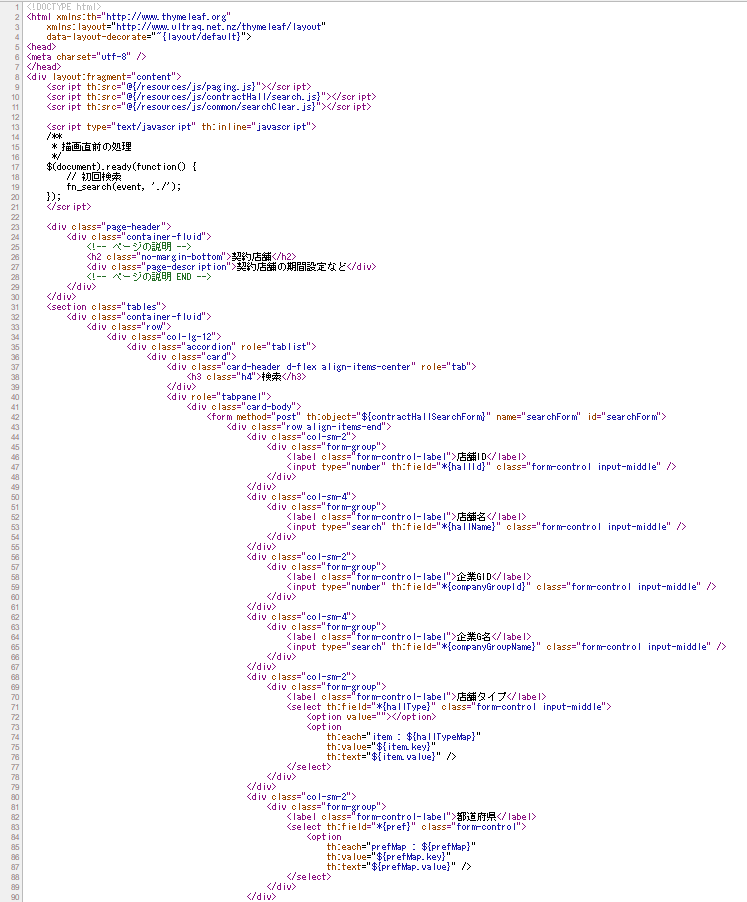 1 <!DOCTYPE html>
2 <html xmlns:th="http://www.thymeleaf.org"
3 xmlns:layout="http://www.ultraq.net.nz/thymeleaf/layout"
4 data-layout-decorate="~{layout/default}">
5 <head>
6 <meta charset="utf-8" />
7 </head>
8 <div layout:fragment="content">
9 <script th:src="@{/resources/js/paging.js}"></script>
10 <script th:src="@{/resources/js/contractHall/search.js}"></script>
11 <script th:src="@{/resources/js/common/searchClear.js}"></script>
12
13 <script type="text/javascript" th:inline="javascript">
14 /**
15 * 描画直前の処理
16 */
17 $(document).ready(function() {
18 // 初回検索
19 fn_search(event, './');
20 });
21 </script>
22
23 <div class="page-header">
24 <div class="container-fluid">
25 <!-- ページの説明 -->
26 <h2 class="no-margin-bottom">契約店舗</h2>
27 <div class="page-description">契約店舗の期間設定など</div>
28 <!-- ページの説明 END -->
29 </div>
30 </div>
31 <section class="tables">
32 <div class="container-fluid">
33 <div class="row">
34 <div class="col-lg-12">
35 <div class="accordion" role="tablist">
36 <div class="card">
37 <div class="card-header d-flex align-items-center" role="tab">
38 <h3 class="h4">検索</h3>
39 </div>
40 <div role="tabpanel">
41 <div class="card-body">
42 <form method="post" th:object="${contractHallSearchForm}" name="searchForm" id="searchForm">
43 <div class="row align-items-end">
44 <div class="col-sm-2">
45 <div class="form-group">
46 <label class="form-control-label">店舗ID</label>
47 <input type="number" th:field="*{hallId}" class="form-control input-middle" />
48 </div>
49 </div>
50 <div class="col-sm-4">
51 <div class="form-group">
52 <label class="form-control-label">店舗名</label>
53 <input type="search" th:field="*{hallName}" class="form-control input-middle" />
54 </div>
55 </div>
56 <div class="col-sm-2">
57 <div class="form-group">
58 <label class="form-control-label">企業GID</label>
59 <input type="number" th:field="*{companyGroupId}" class="form-control input-middle" />
60 </div>
61 </div>
62 <div class="col-sm-4">
63 <div class="form-group">
64 <label class="form-control-label">企業G名</label>
65 <input type="search" th:field="*{companyGroupName}" class="form-control input-middle" />
66 </div>
67 </div>
68 <div class="col-sm-2">
69 <div class="form-group">
70 <label class="form-control-label">店舗タイプ</label>
71 <select th:field="*{hallType}" class="form-control input-middle">
72 <option value=""></option>
73 <option
74 th:each="item : ${hallTypeMap}"
75 th:value="${item.key}"
76 th:text="${item.value}" />
77 </select>
78 </div>
79 </div>
80 <div class="col-sm-2">
81 <div class="form-group">
82 <label class="form-control-label">都道府県</label>
83 <select th:field="*{pref}" class="form-control">
84 <option
85 th:each="prefMap : ${prefMap}"
86 th:value="${prefMap.key}"
87 th:text="${prefMap.value}" />
88 </select>
89 </div>
90 </div>